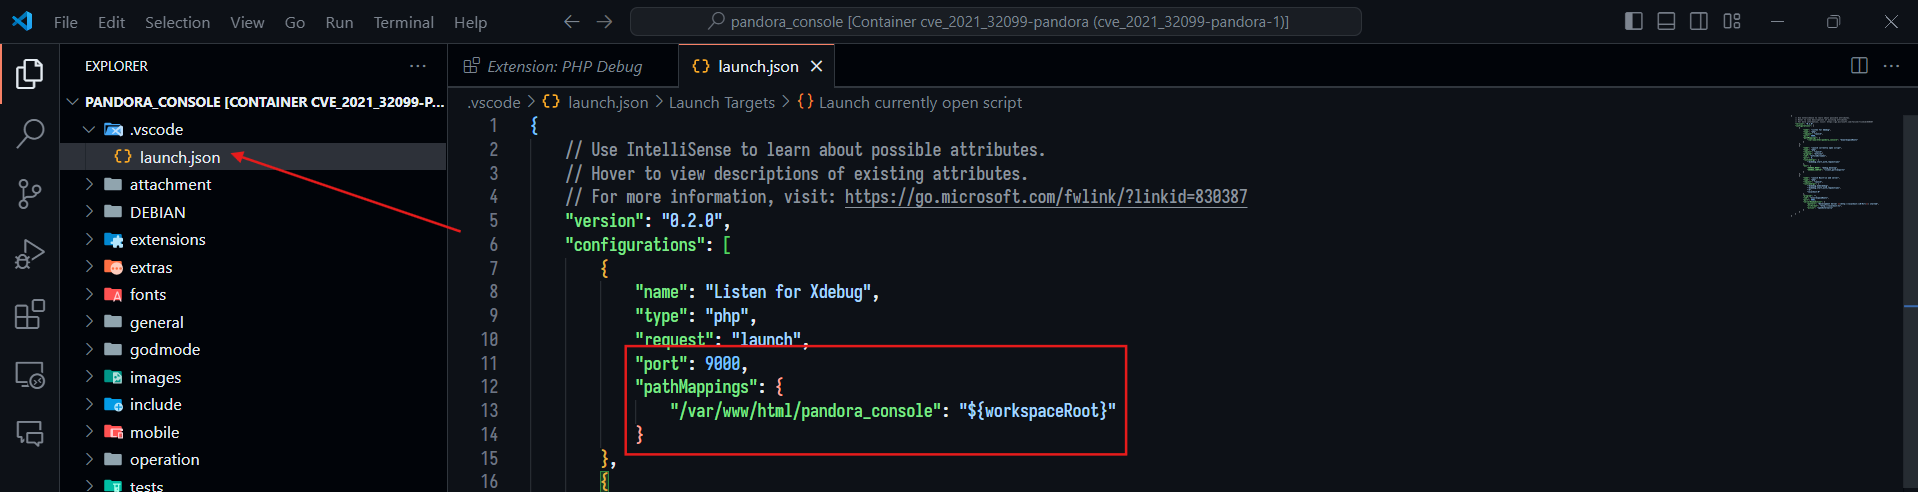 File Edit Selection View Go Run Terminal Help
pandora_console [Container cve_2021_32099-pandora (cve_2021_32099-pandora-1)]
EXPLORER
PANDORA_CONSOLE [CONTAINER CVE_2021_32099-P...
.vscode
launch.json
attachment
DEBIAN
extensions
extras
fonts
general
godmode
images
include
mobile
operation
tests
Extension: PHP Debug
launch.json
.vscode > {} launch.json > Launch Targets > {} Launch currently open script
1 {
2 // Use IntelliSense to learn about possible attributes.
3 // Hover to view descriptions of existing attributes.
4 // For more information, visit: https://go.microsoft.com/fwlink/?linkid=830387
5 "version": "0.2.0",
6 "configurations": [
7 {
8 "name": "Listen for Xdebug",
9 "type": "php",
10 "request": "launch",
11 "port": 9000,
12 "pathMappings": {
13 "/var/www/html/pandora_console": "${workspaceRoot}"
14 }
15 },
16 {